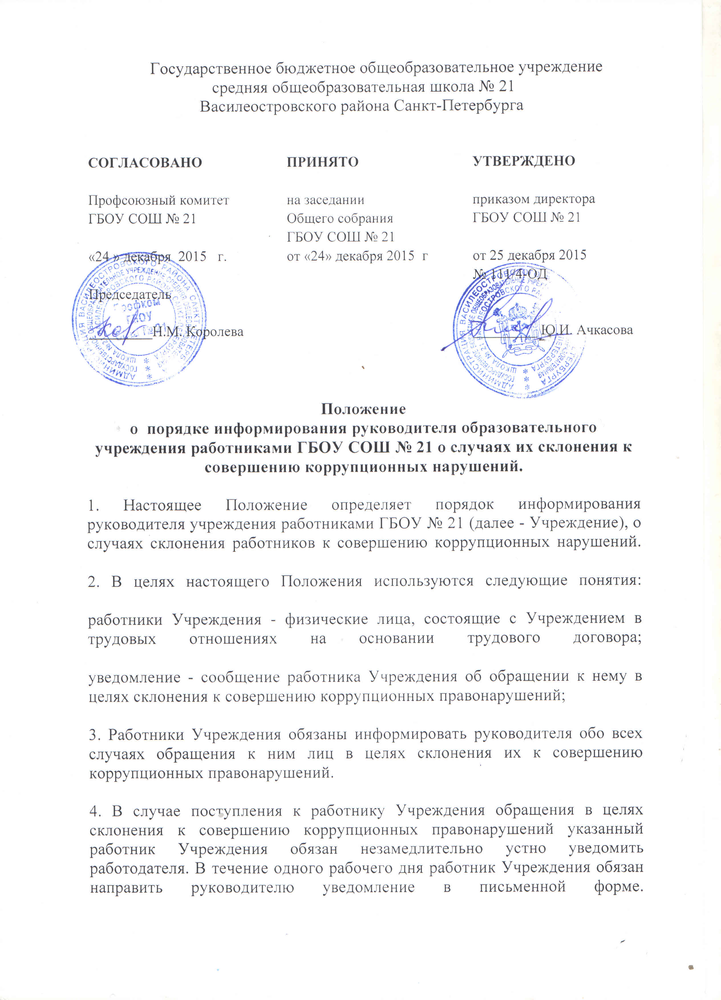 Государственное бюджетное общеобразовательное учреждение
средняя общеобразовательная школа № 21
Василеостровского района Санкт-Петербурга
СОГЛАСОВАНО
Профсоюзный комитет
ГБОУ СОШ № 21
«24 » декабря 2015 г.
Председатель
Н.М. Королева
ПРИНЯТО
на заседании
Общего собрания
ГБОУ СОШ № 21
от «24» декабря 2015 г
УТВЕРЖДЕНО
приказом директора
ГБОУ СОШ № 21
от 25 декабря 2015
№ 111/4-ОД
Ю.И. Ачкасова
Положение
о порядке информирования руководителя образовательного
учреждения работниками ГБОУ СОШ № 21 о случаях их склонения к
совершению коррупционных нарушений.
1. Настоящее Положение определяет порядок информирования
руководителя учреждения работниками ГБОУ № 21 (далее - Учреждение), о
случаях склонения работников к совершению коррупционных нарушений.
2. В целях настоящего Положения используются следующие понятия:
работники Учреждения - физические лица, состоящие с Учреждением в
трудовых отношениях на основании трудового договора;
уведомление - сообщение работника Учреждения об обращении к нему в
целях склонения к совершению коррупционных правонарушений;
3. Работники Учреждения обязаны информировать руководителя обо всех
случаях обращения к ним лиц в целях склонения их к совершению
коррупционных правонарушений.
4. В случае поступления к работнику Учреждения обращения в целях
склонения к совершению коррупционных правонарушений указанный
работник Учреждения обязан незамедлительно устно уведомить
работодателя. В течение одного рабочего дня работник Учреждения обязан
направить руководителю уведомление в письменной форме.